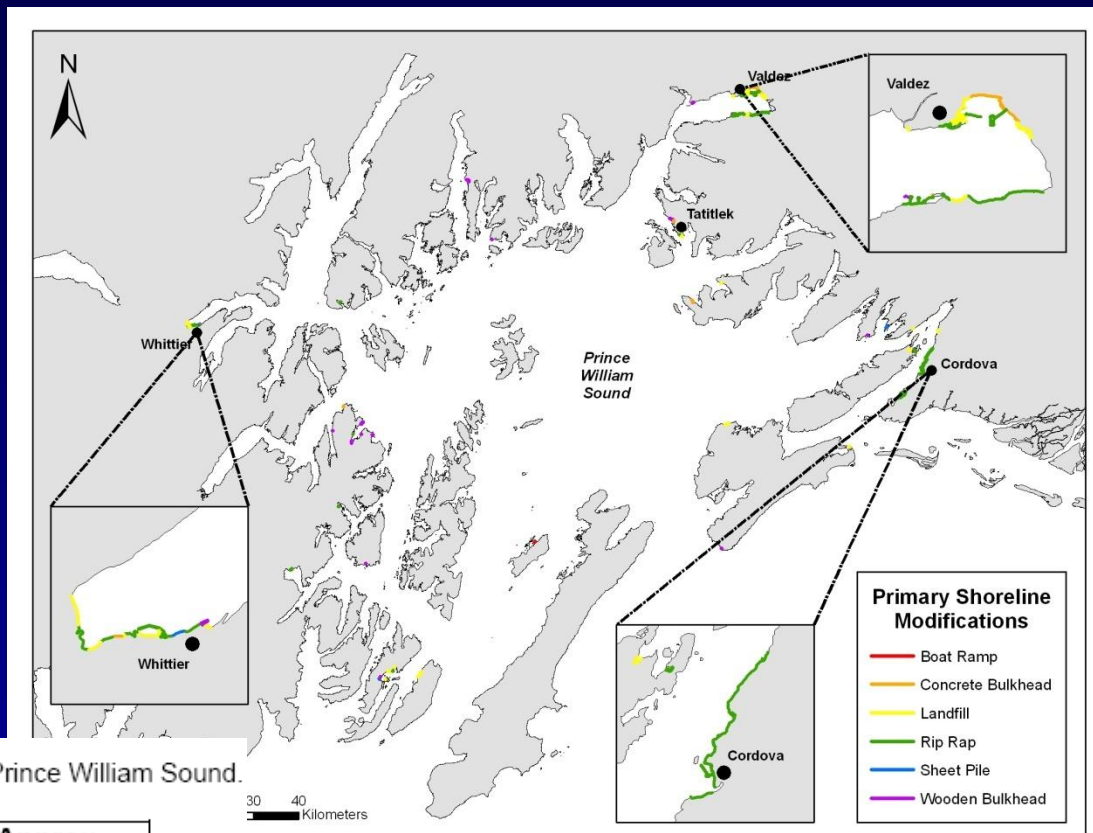 N
Valdez
Valdez
Tatitlek
Whittier
Prince
William
Sound
Cordova
Whittier
Cordova
Primary Shoreline
Modifications
Boat Ramp
Concrete Bulkhead
Landfill
Rip Rap
Sheet Pile
Wooden Bulkhead
Prince William Sound.
30 40
Kilometers